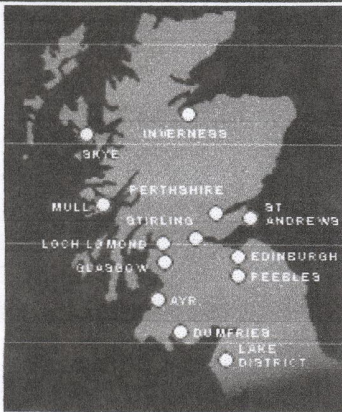 INVERNESS
SKYE
PERTHSHIRE
MULL
ST
ANDREWS
STIRLING
LOCH LOMOND
EDINBURGH
GLASGOW
PEEBLES
AYR
DUMFRIES
LAKE
DISTRICT